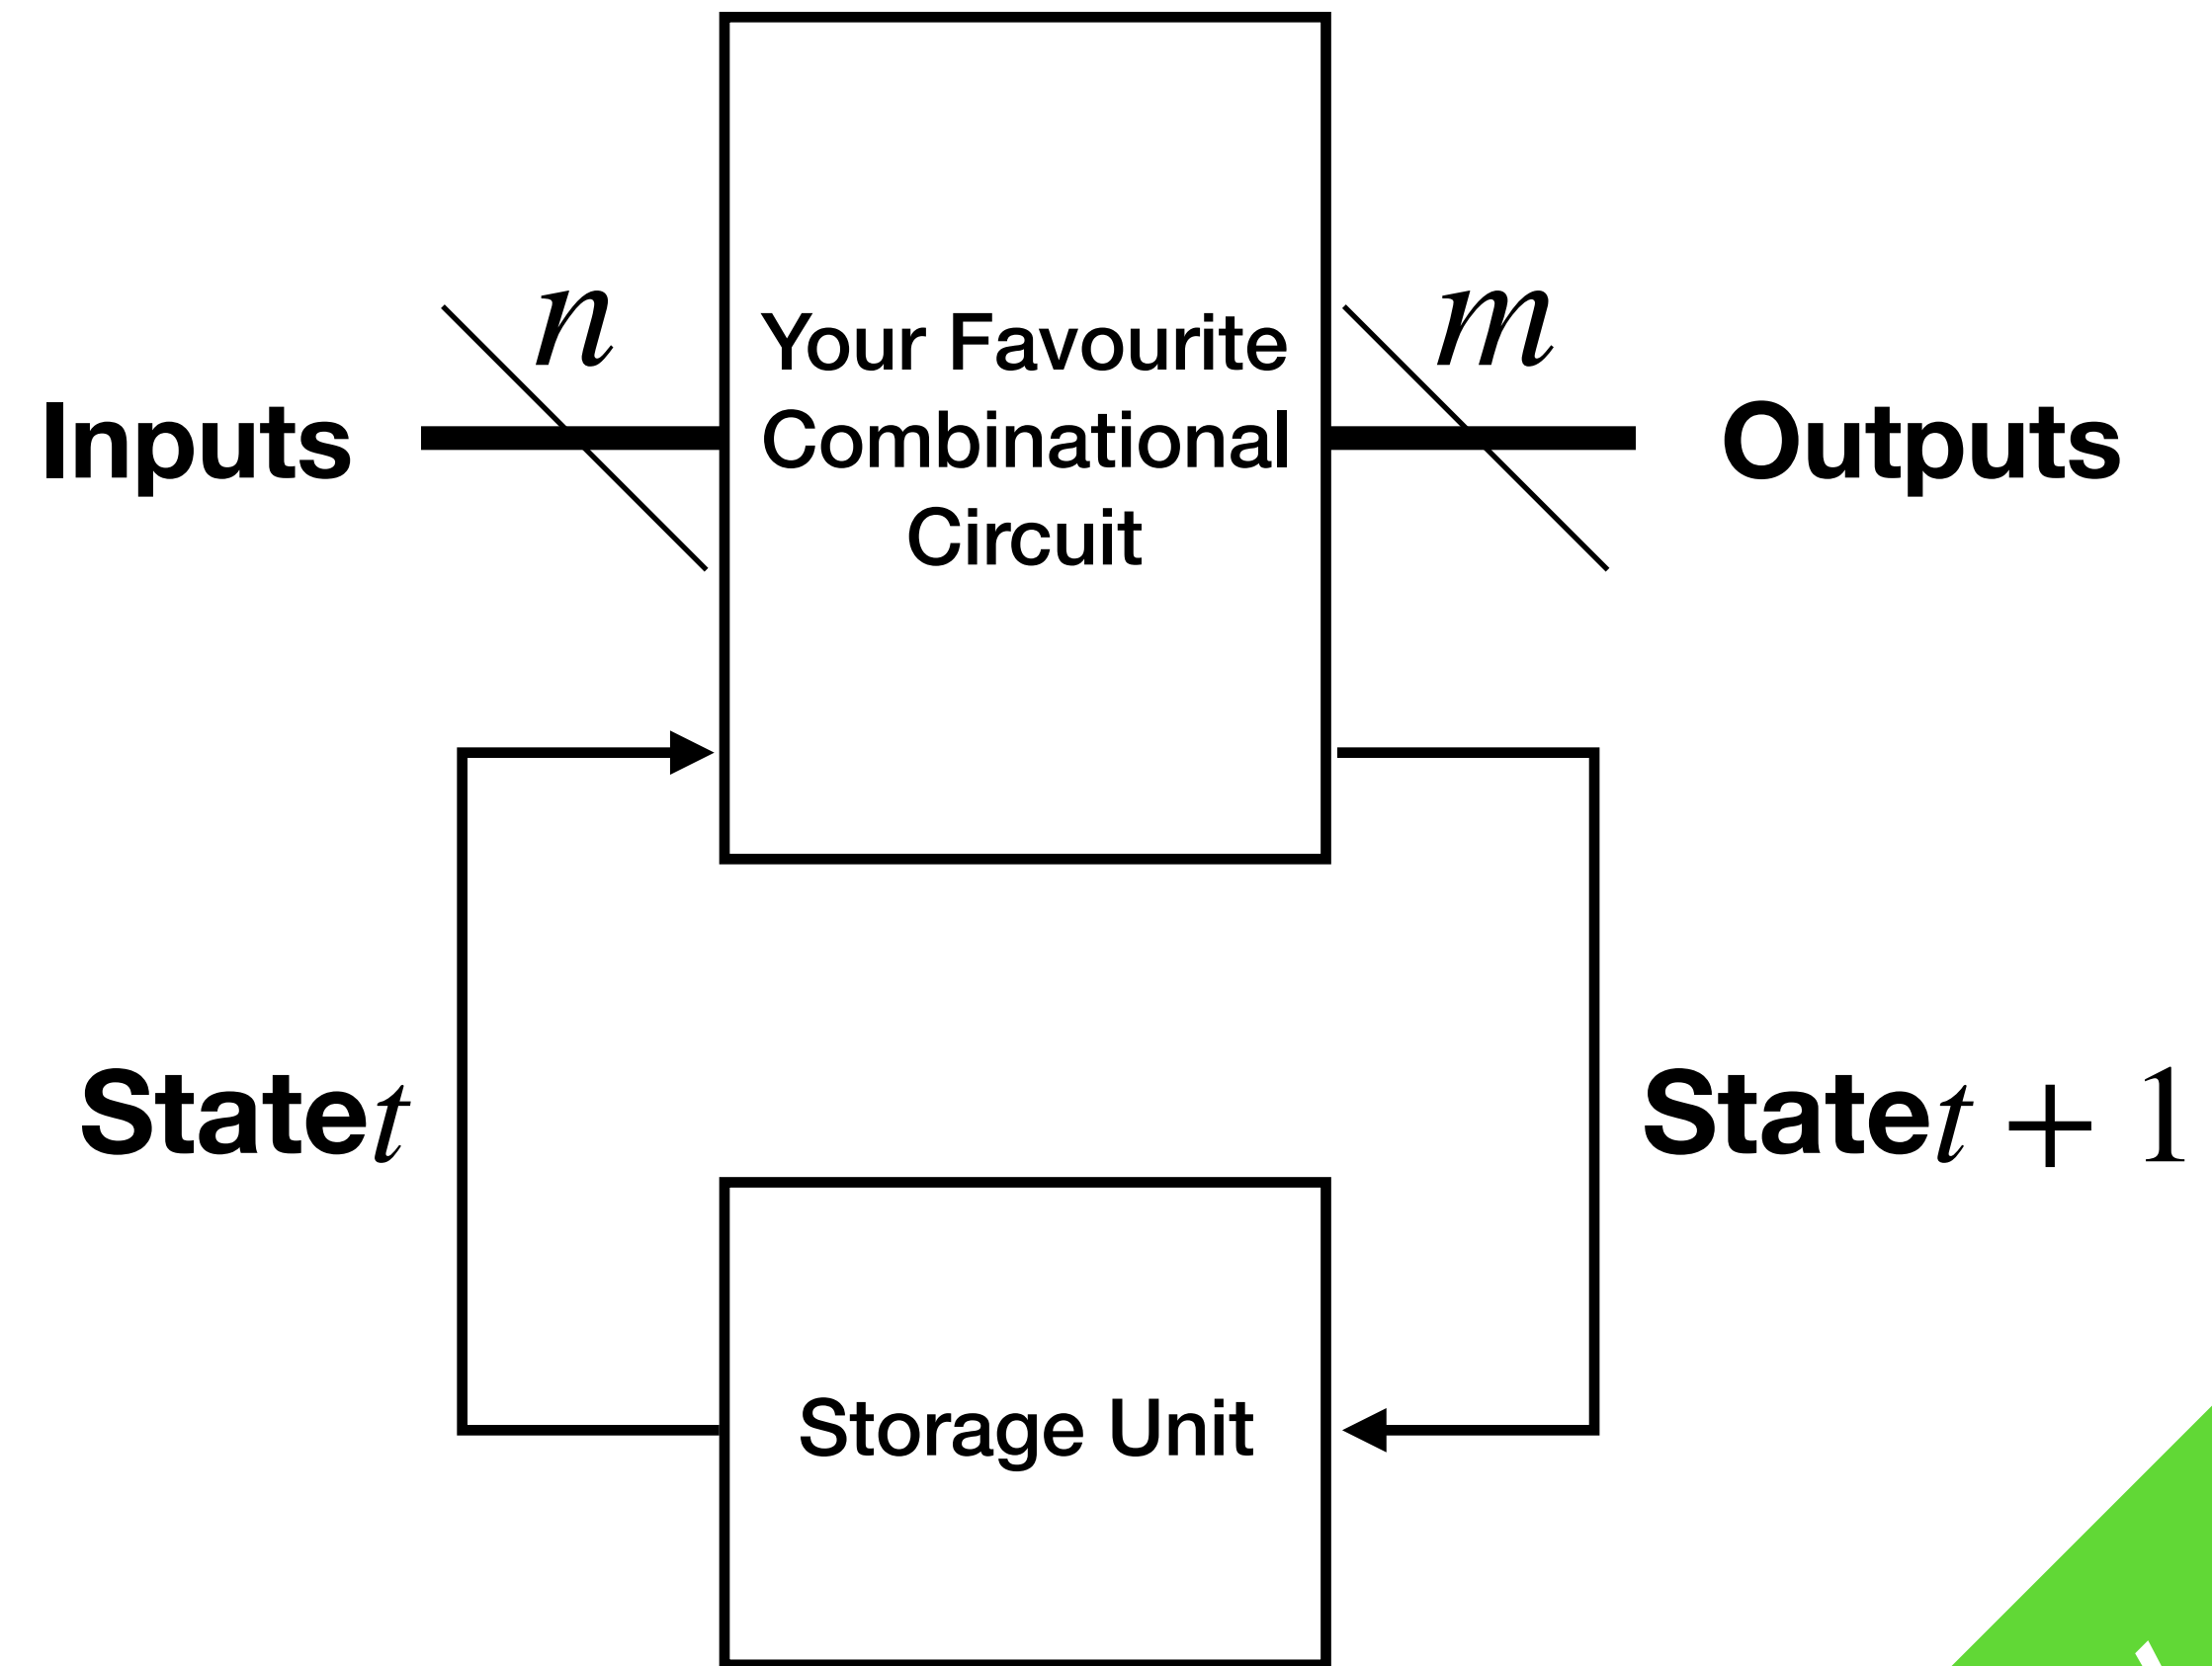 n
m
Your Favourite
Combinational
Circuit
Inputs
Outputs
State t
State t + 1
Storage Unit